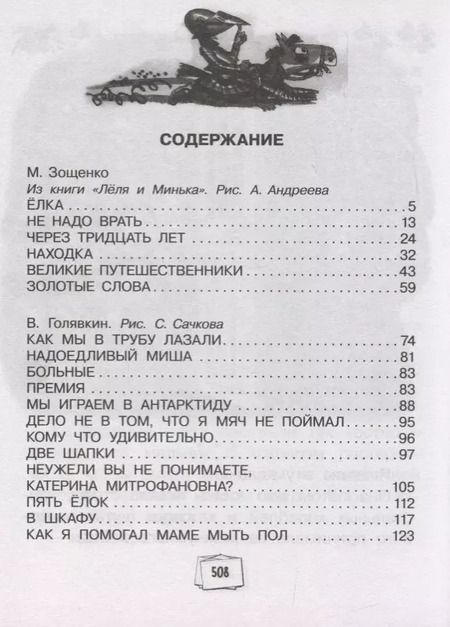 СОДЕРЖАНИЕ
М. Зощенко
Из книги «Лёля и Минька». Рис. А. Андреева
ЁЛКА 5
НЕ НАДО ВРАТЬ 13
ЧЕРЕЗ ТРИДЦАТЬ ЛЕТ 24
НАХОДКА 32
ВЕЛИКИЕ ПУТЕШЕСТВЕННИКИ 43
ЗОЛОТЫЕ СЛОВА 59
В. Голявкин. Рис. С. Сачкова
КАК МЫ В ТРУБУ ЛАЗАЛИ 74
НАДОЕДЛИВЫЙ МИША 81
БОЛЬНЫЕ 83
ПРЕМИЯ 83
МЫ ИГРАЕМ В АНТАРКТИДУ 88
ДЕЛО НЕ В ТОМ, ЧТО Я МЯЧ НЕ ПОЙМАЛ 95
КОМУ ЧТО УДИВИТЕЛЬНО 96
ДВЕ ШАПКИ 97
НЕУЖЕЛИ ВЫ НЕ ПОНИМАЕТЕ,
КАТЕРИНА МИТРОФАНОВНА? 105
ПЯТЬ ЁЛОК 112
В ШКАФУ 117
КАК Я ПОМОГАЛ МАМЕ МЫТЬ ПОЛ 123
508